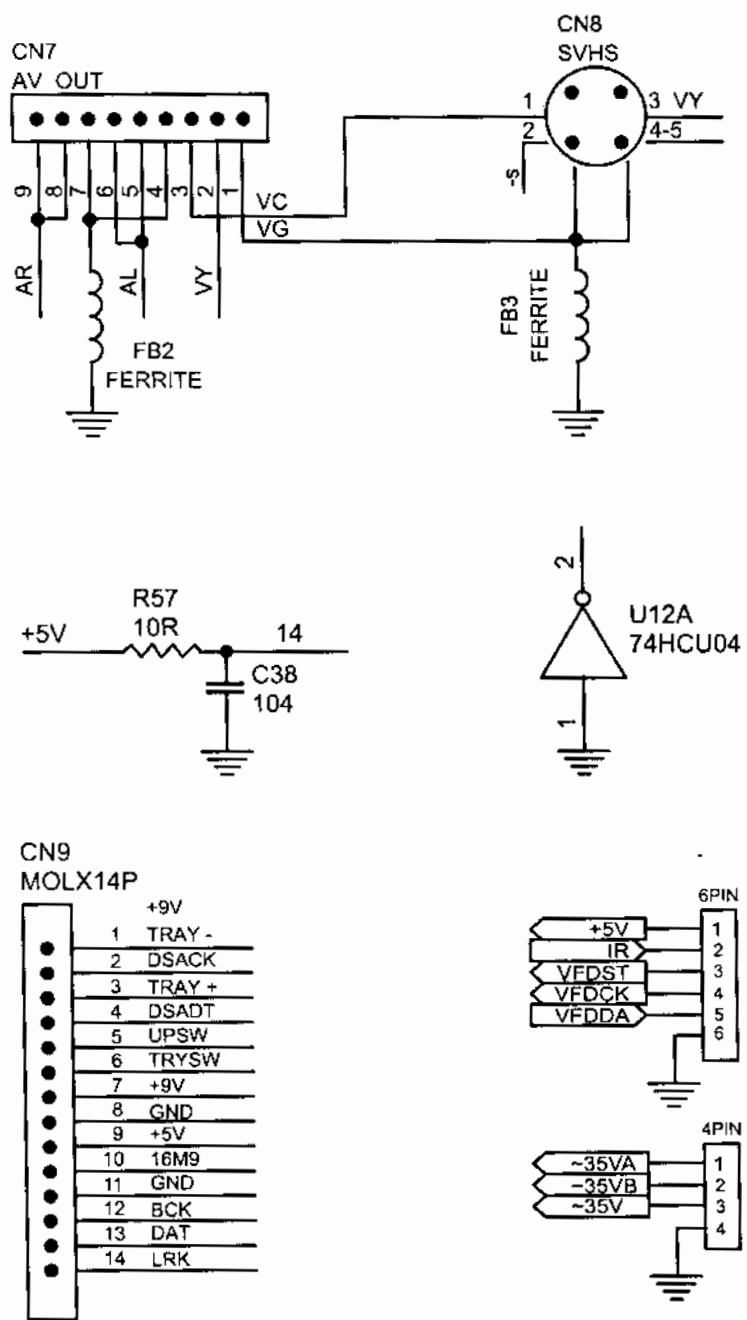 CN7
AV OUT
9 8 7 6 5 4 3 2 1
AR
AL
VY
VC
VG
FB2
FERRITE
CN8
SVHS
1
2
3 VY
4-5
-s
FB3
FERRITE
+5V
R57
10R
14
C38
104
2
U12A
74HCU04
1
CN9
MOLX14P
+9V
1 TRAY -
2 DSACK
3 TRAY +
4 DSADT
5 UPSW
6 TRYSW
7 +9V
8 GND
9 +5V
10 16M9
11 GND
12 BCK
13 DAT
14 LRK
6PIN
+5V 1
IR 2
VFDST 3
VFDCK 4
VFDDA 5
6
4PIN
~35VA 1
~35VB 2
~35V 3
4